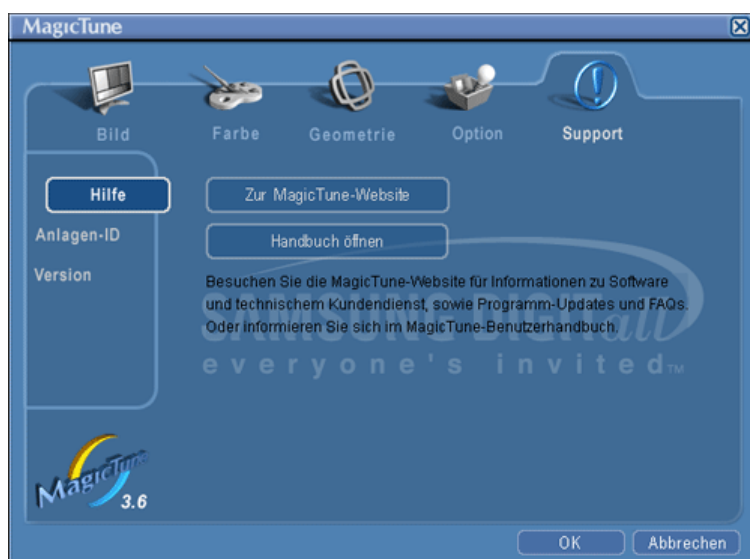 MagicTune
Bild
Farbe
Geometrie
Option
Support
Hilfe
Anlagen-ID
Version
Zur MagicTune-Website
Handbuch öffnen
Besuchen Sie die MagicTune-Website für Informationen zu Software
und technischem Kundendienst, sowie Programm-Updates und FAQs.
Oder informieren Sie sich im MagicTune-Benutzerhandbuch.
SAMSUNG DIGITall
everyone's invited™
MagicTune
3.6
OK
Abbrechen